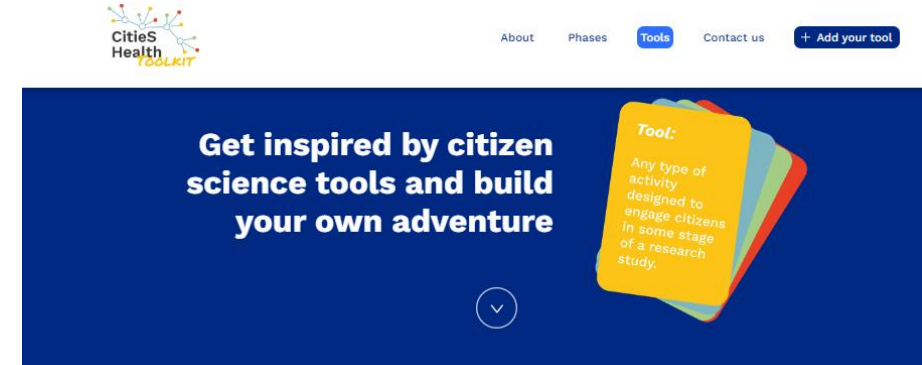 CitieS
Health
TOOLKIT
About Phases Tools Contact us + Add your tool
Get inspired by citizen
science tools and build
your own adventure
Tool:
Any type of
activity
designed to
engage citizens
in some stage
of a research
study.